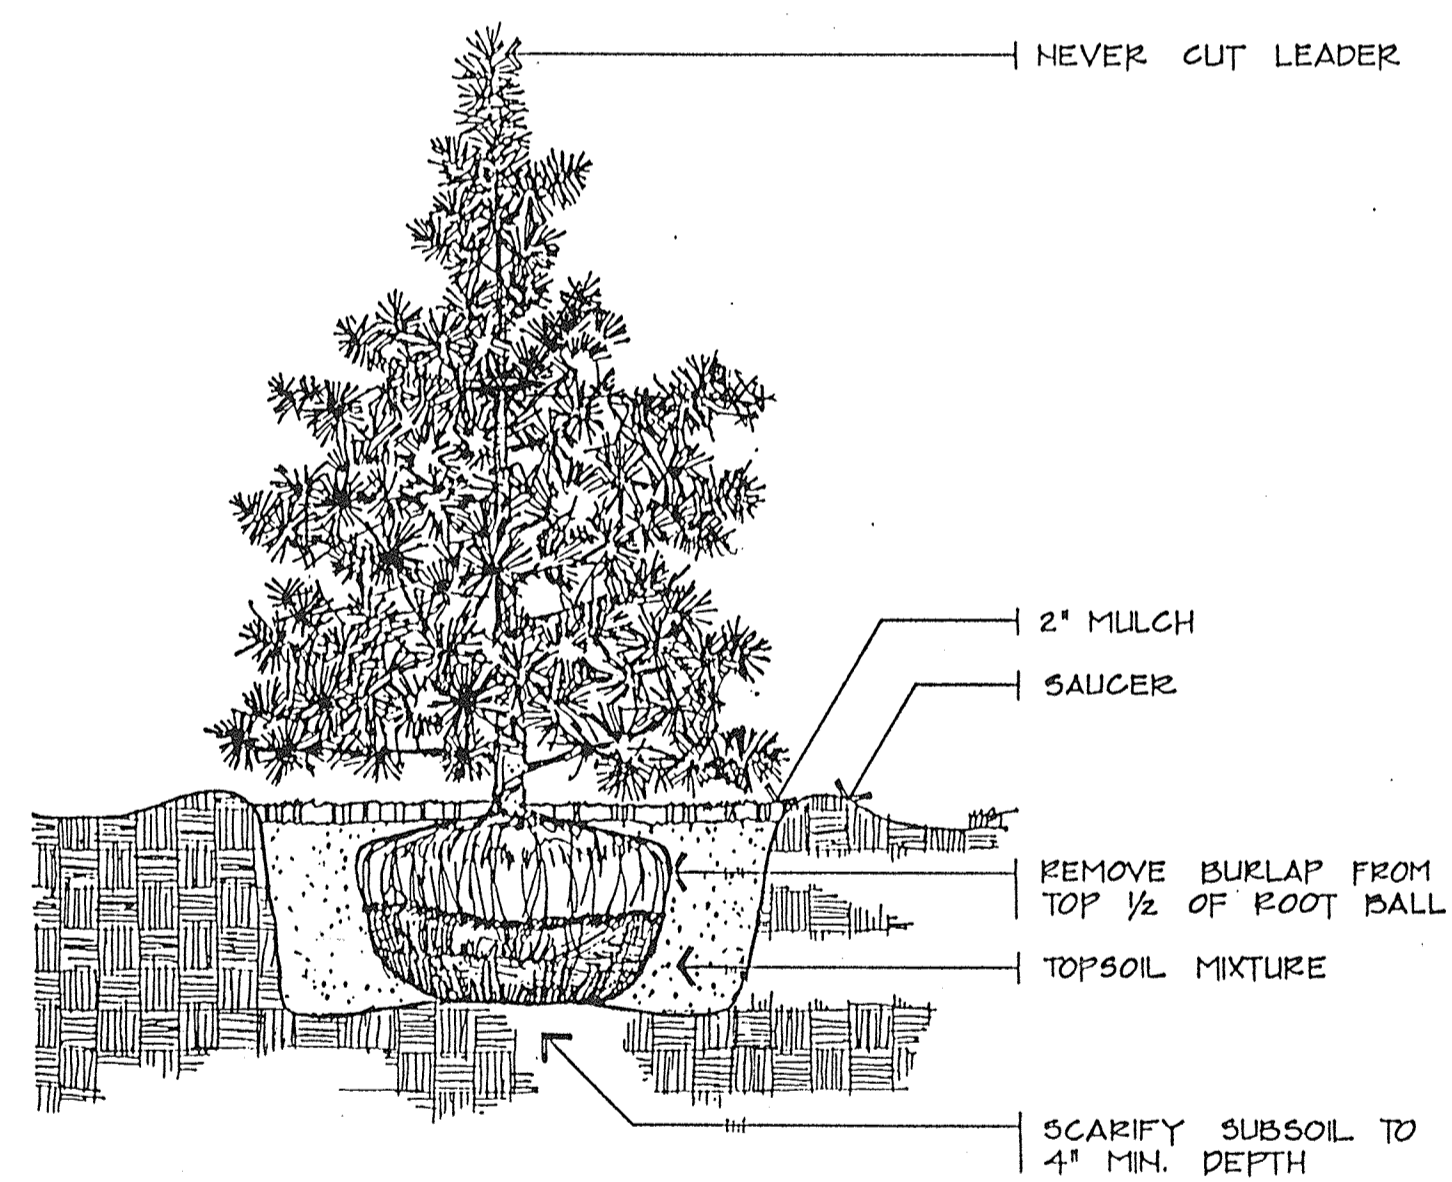 NEVER CUT LEADER
2" MULCH
SAUCER
REMOVE BURLAP FROM
TOP 1/2 OF ROOT BALL
TOPSOIL MIXTURE
SCARIFY SUBSOIL TO
4" MIN. DEPTH